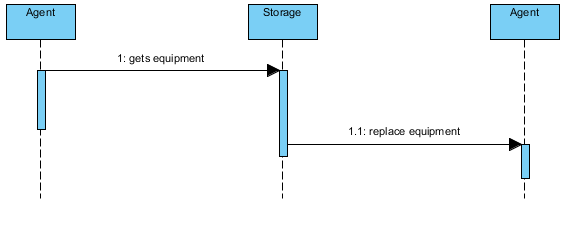 Agent
Storage
Agent
1: gets equipment
1.1: replace equipment